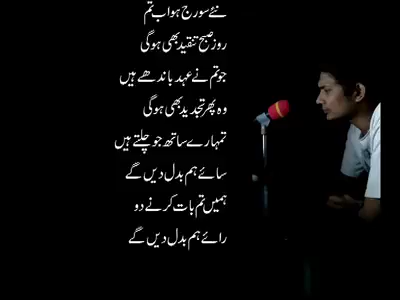 نئے سورج ہو اب تم
روز صبح تنقید بھی ہوگی
جو تم نے عہد باندھے ہیں
وہ پھر تجدید بھی ہوگی
تمہارے ساتھ جو چلتے ہیں
سائے ہم بدل دیں گے
ہمیں تم بات کرنے دو
رائے ہم بدل دیں گے